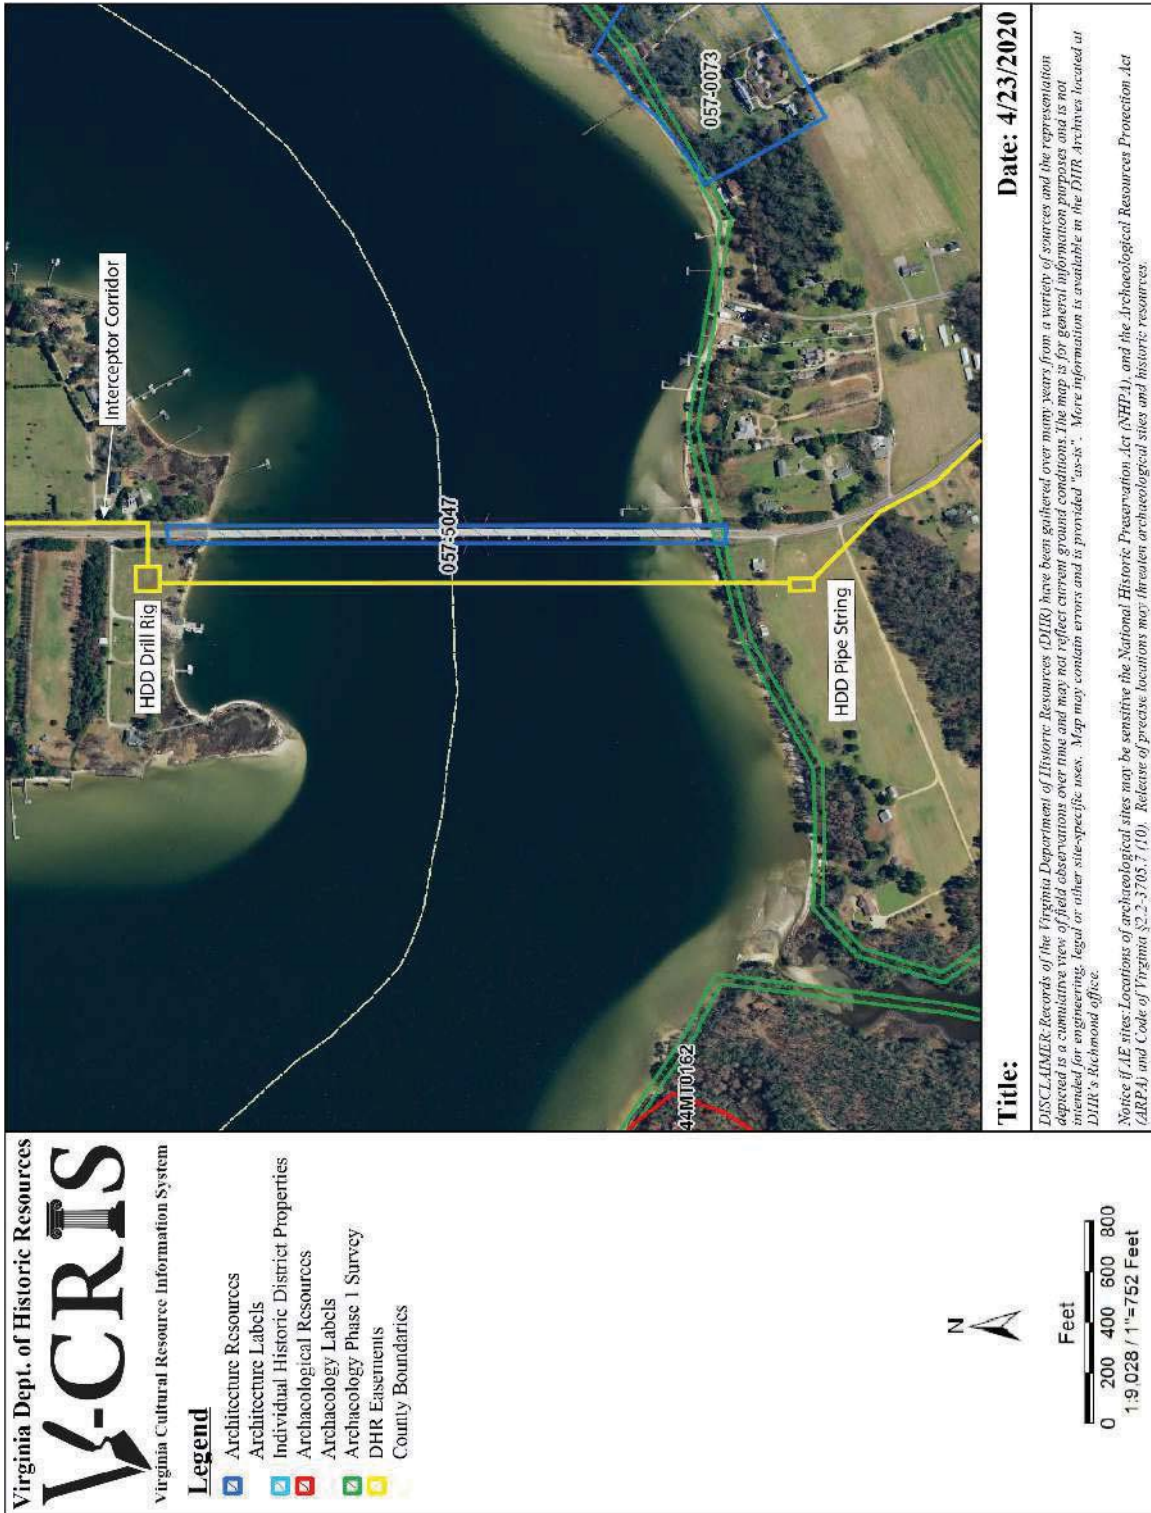 Virginia Dept. of Historic Resources
V-CRIS
Virginia Cultural Resource Information System
Legend
Architecture Resources
Architecture Labels
Individual Historic District Properties
Archaeological Resources
Archaeology Labels
Archaeology Phase 1 Survey
DHR Easements
County Boundaries
N
Feet
0 200 400 600 800
1:9,028 / 1"=752 Feet
Interceptor Corridor
HDD Drill Rig
057-5047
057-0073
HDD Pipe String
44MT0162
Title:
Date: 4/23/2020
DISCLAIMER: Records of the Virginia Department of Historic Resources (DHR) have been gathered over many years from a variety of sources and the representation
depicted is a cumulative view of field observations over time and may not reflect current ground conditions. The map is for general information purposes and is not
intended for engineering, legal or other site-specific uses. Map may contain errors and is provided "as-is". More information is available in the DHR Archives located at
DHR's Richmond office.
Notice if AE sites: Locations of archaeological sites may be sensitive the National Historic Preservation Act (NHPA), and the Archaeological Resources Protection Act
(ARPA) and Code of Virginia §2.2-3705.7 (10). Release of precise locations may threaten archaeological sites and historic resources.